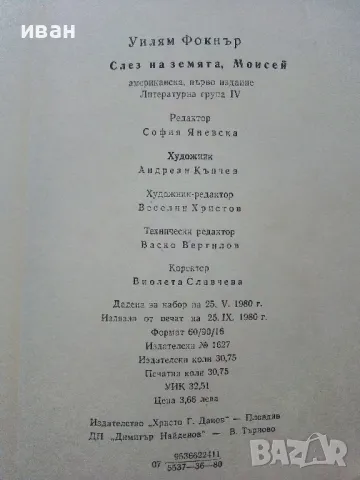 иван
Уилям Фокнър
Слез на земята, Моисей
американска, първо издание
Литературна група IV
Редактор
София Яневска
Художник
Андреан Кънчев
Художник-редактор
Веселин Христов
Технически редактор
Васко Вергилов
Коректор
Виолета Славчева
Дадена за набор на 25. V. 1980 г.
Излязла от печат на 25. IX. 1980 г.
Формат 60/90/16
Издателски № 1627
Издателски коли 30,75
Печатни коли 30,75
УИК 32,51
Цена 3,66 лева
Издателство „Христо Г. Данов“ — Пловдив
ДП „Димитър Найденов“ — В. Търново
07 9536622411
5537-36-80
bazar